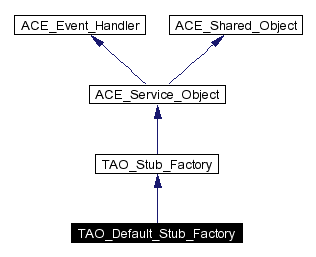 ACE_Event_Handler ACE_Shared_Object
ACE_Service_Object
TAO_Stub_Factory
TAO_Default_Stub_Factory